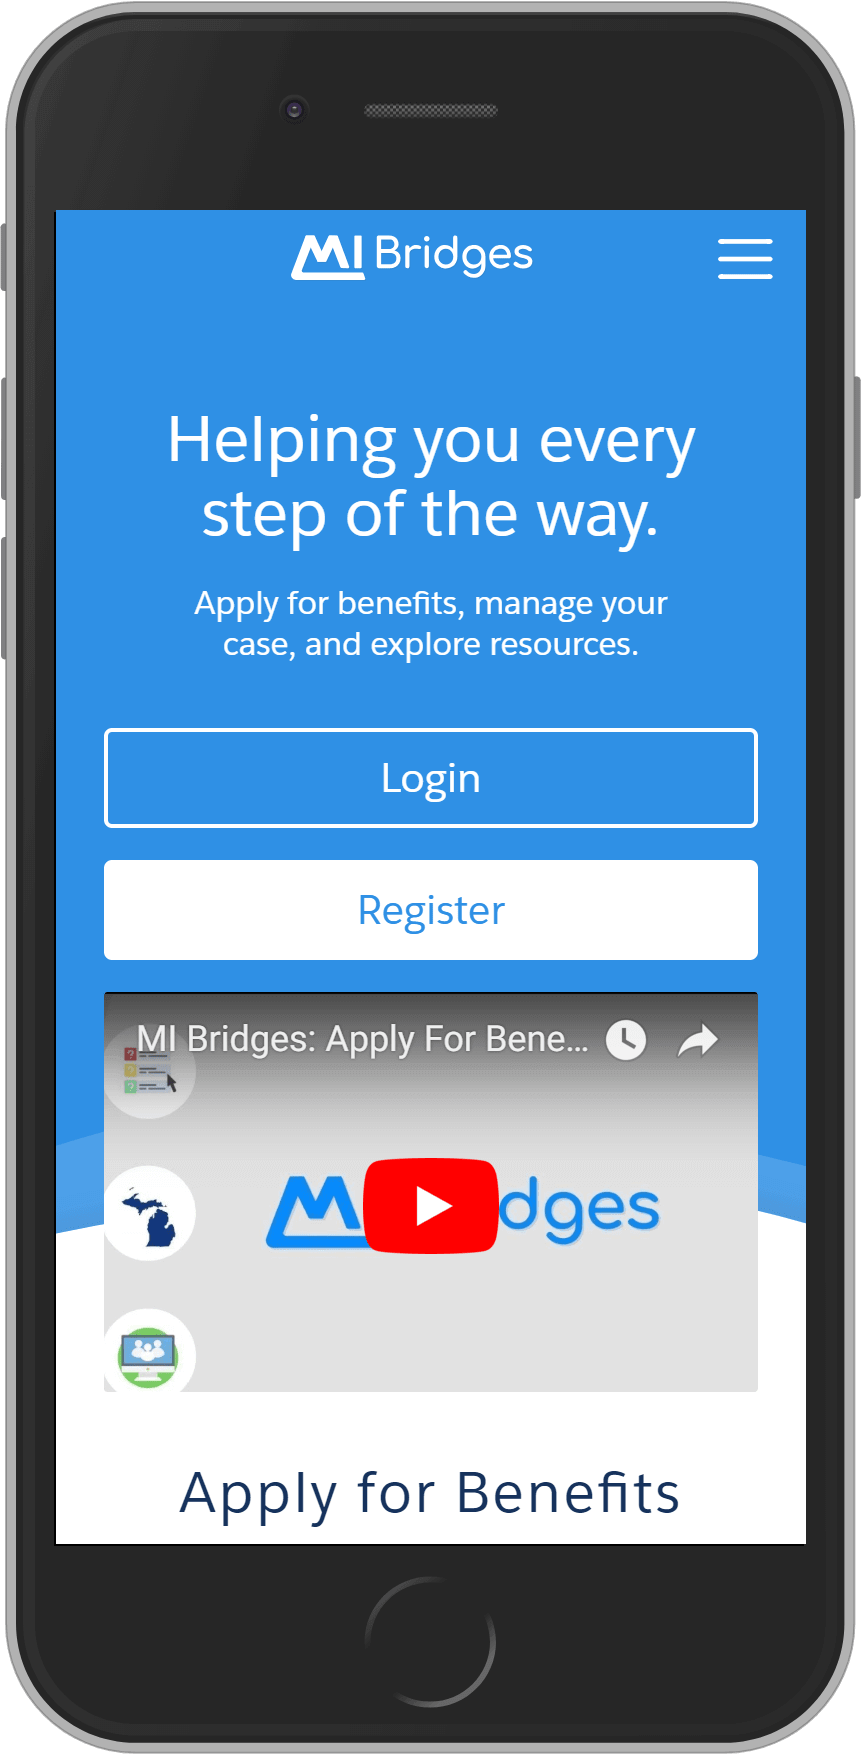 MI Bridges
Helping you every
step of the way.
Apply for benefits, manage your
case, and explore resources.
Login
Register
MI Bridges: Apply For Bene...
M dges
Apply for Benefits